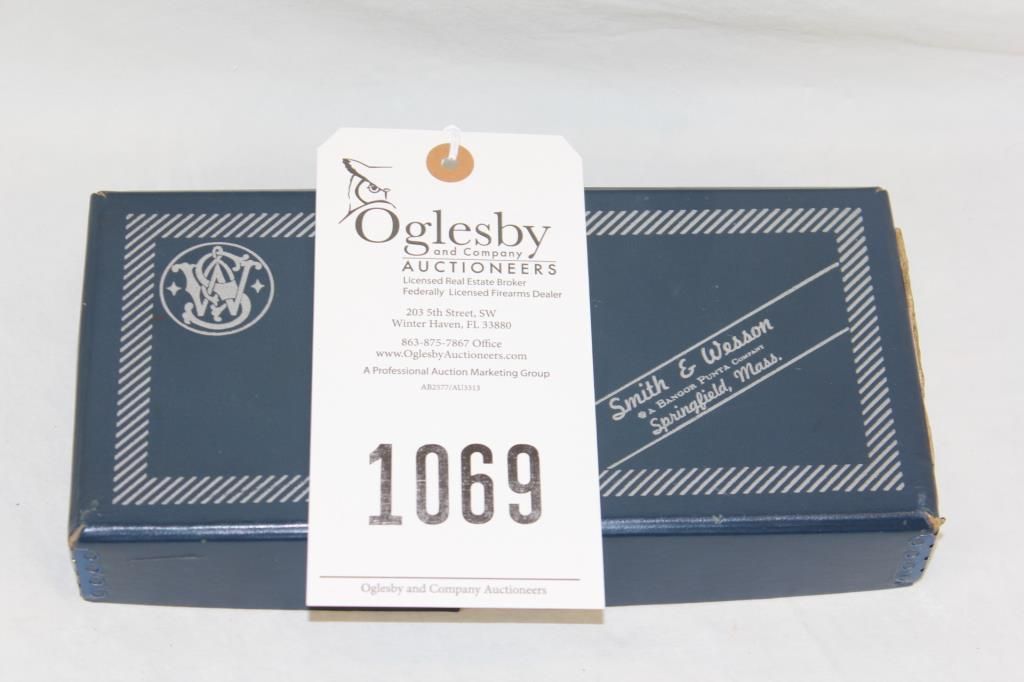 Oglesby
and Company
AUCTIONEERS
Licensed Real Estate Broker
Federally Licensed Firearms Dealer
203 5th Street, SW
Winter Haven, FL 33880
863-875-7867 Office
www.OglesbyAuctioneers.com
A Professional Auction Marketing Group
AB2577/AU3313
1069
Oglesby and Company Auctioneers
S&W
Smith & Wesson
A BANGOR PUNTA COMPANY
Springfield, Mass.